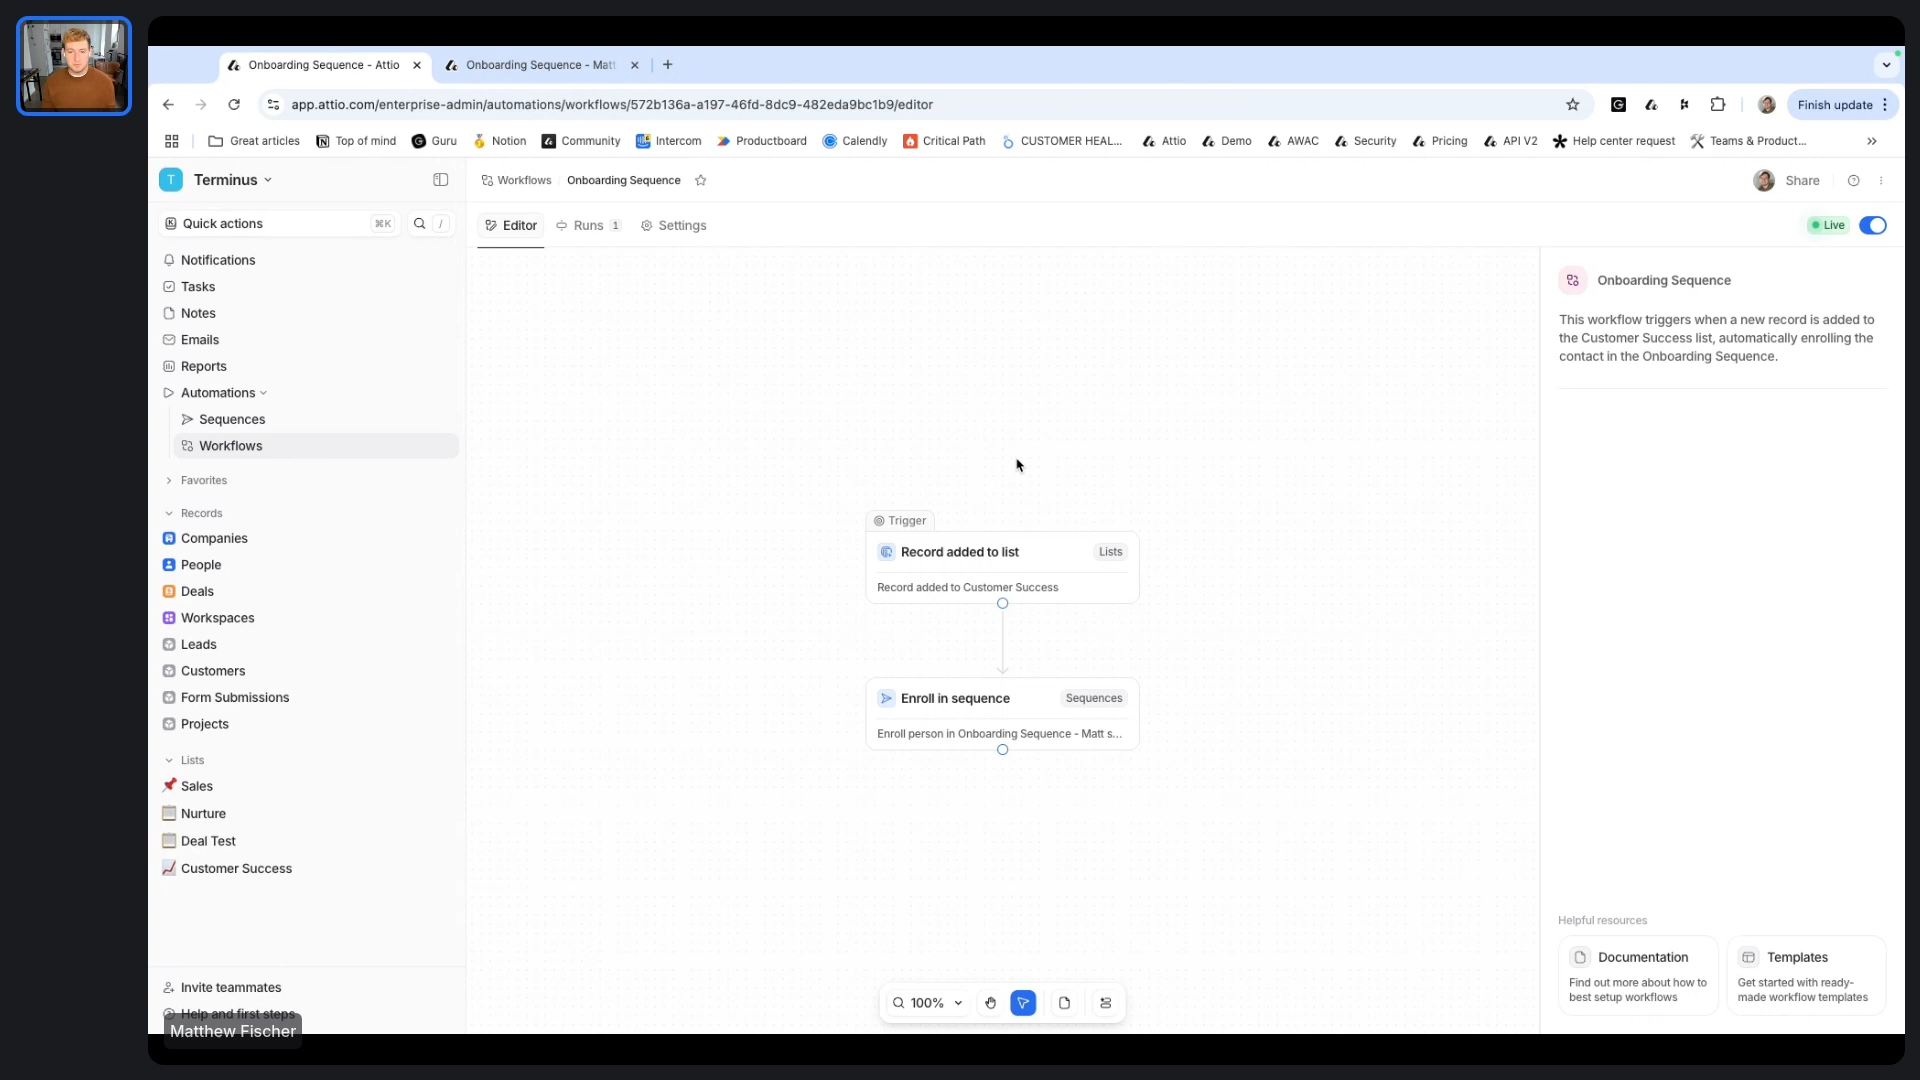 Onboarding Sequence - Attio
Onboarding Sequence - Matt
app.attio.com/enterprise-admin/automations/workflows/572b136a-a197-46fd-8dc9-482eda9bc1b9/editor
Finish update
Great articles
Top of mind
Guru
Notion
Community
Intercom
Productboard
Calendly
Critical Path
CUSTOMER HEAL...
Attio
Demo
AWAC
Security
Pricing
API V2
Help center request
Teams & Product...
T Terminus
Workflows
Onboarding Sequence
Share
Quick actions ⌘K /
Editor
Runs 1
Settings
Live
Notifications
Tasks
Notes
Emails
Reports
Automations
Sequences
Workflows
Favorites
Records
Companies
People
Deals
Workspaces
Leads
Customers
Form Submissions
Projects
Lists
Sales
Nurture
Deal Test
Customer Success
Invite teammates
Help and first steps
Matthew Fischer
Trigger
Record added to list Lists
Record added to Customer Success
Enroll in sequence Sequences
Enroll person in Onboarding Sequence - Matt s...
100%
Onboarding Sequence
This workflow triggers when a new record is added to
the Customer Success list, automatically enrolling the
contact in the Onboarding Sequence.
Helpful resources
Documentation
Find out more about how to
best setup workflows
Templates
Get started with ready-
made workflow templates